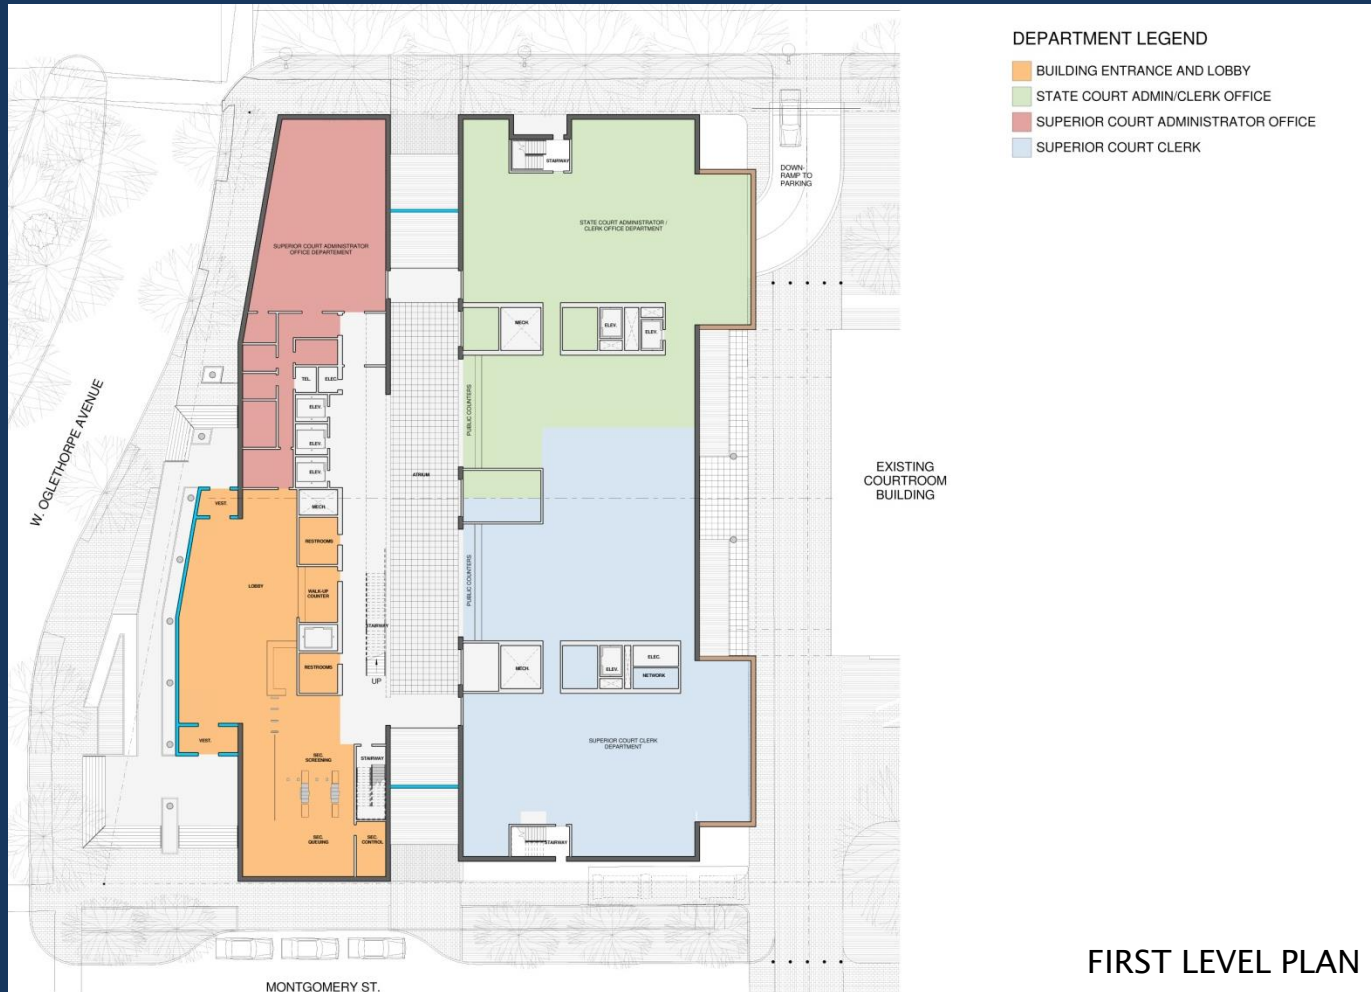 DEPARTMENT LEGEND
BUILDING ENTRANCE AND LOBBY
STATE COURT ADMIN/CLERK OFFICE
SUPERIOR COURT ADMINISTRATOR OFFICE
SUPERIOR COURT CLERK
STAIRWAY
DOWN-
RAMP TO
PARKING
STATE COURT ADMINISTRATOR /
CLERK OFFICE DEPARTMENT
SUPERIOR COURT ADMINISTRATOR
OFFICE DEPARTEMENT
MECH.
ELEV.
ELEV.
TEL.
ELEC.
ELEV.
ELEV.
ELEV.
PUBLIC COUNTERS
ATRIUM
W. OGLETHORPE AVENUE
EXISTING
COURTROOM
BUILDING
VEST.
MECH.
RESTROOMS
LOBBY
WALK-UP
COUNTER
PUBLIC COUNTERS
STAIRWAY
RESTROOMS
UP
MECH.
ELEV.
ELEC.
NETWORK
VEST.
SUPERIOR COURT CLERK
DEPARTMENT
SEC.
SCREENING
STAIRWAY
SEC.
QUEUING
SEC.
CONTROL
STAIRWAY
MONTGOMERY ST.
FIRST LEVEL PLAN